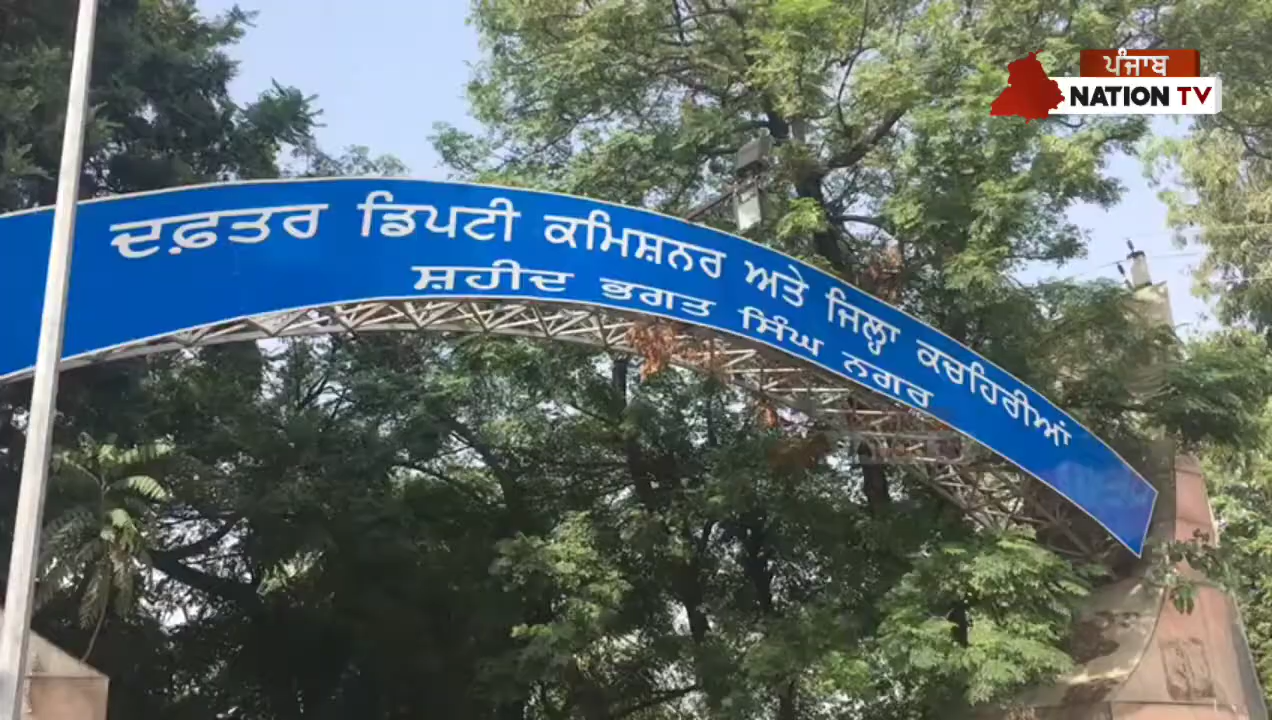 ਪੰਜਾਬ
NATION TV
ਦਫ਼ਤਰ ਡਿਪਟੀ ਕਮਿਸ਼ਨਰ ਅਤੇ ਜਿਲ੍ਹਾ ਕਚਹਿਰੀਆਂ
ਸ਼ਹੀਦ ਭਗਤ ਸਿੰਘ ਨਗਰ